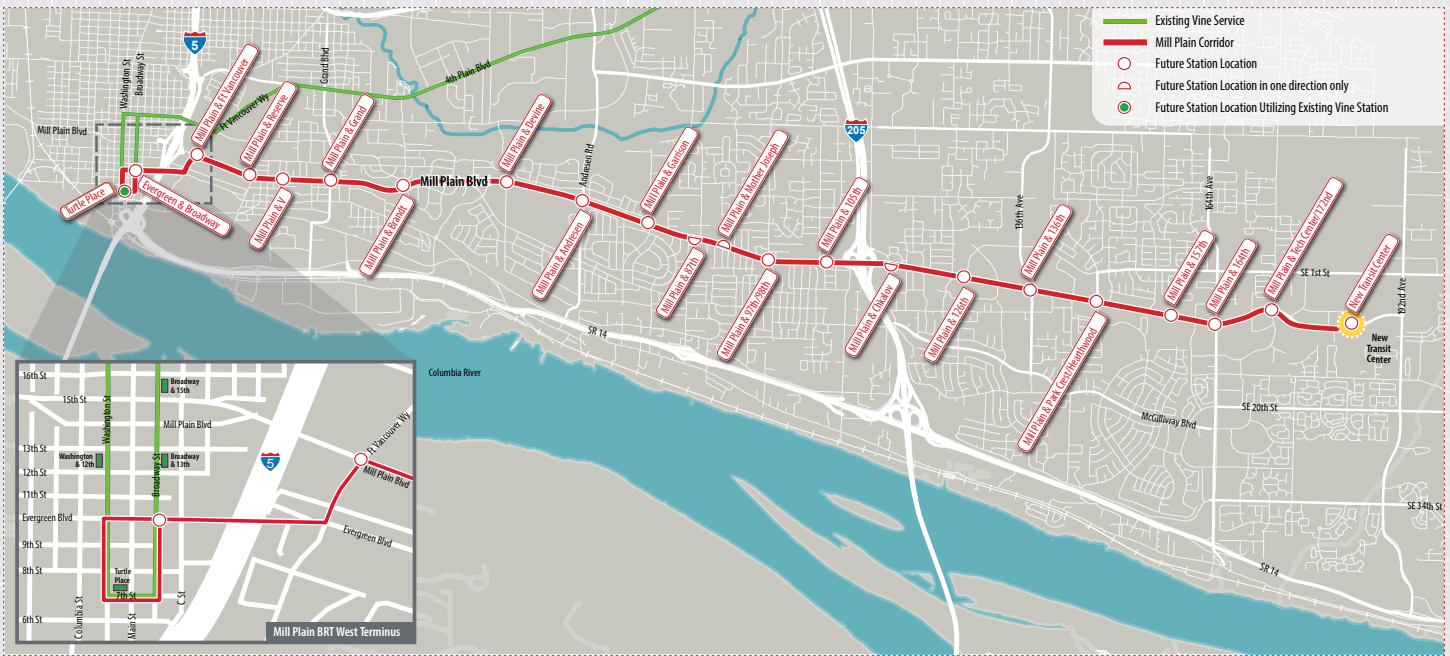 Existing Vine Service
Mill Plain Corridor
Future Station Location
Future Station Location in one direction only
Future Station Location Utilizing Existing Vine Station
5
205
Washington St
Broadway St
Mill Plain Blvd
Ft Vancouver Wy
Grand Blvd
4th Plain Blvd
Andresen Rd
136th Ave
164th Ave
192nd Ave
SE 1st St
SE 20th St
SE 34th St
McGillivray Blvd
SR 14
SR 14
Columbia River
Mill Plain Blvd
Turtle Place
Evergreen & Broadway
Mill Plain & Ft Vancouver
Mill Plain & Reserve
Mill Plain & V
Mill Plain & Grand
Mill Plain & Brandt
Mill Plain & Devine
Mill Plain & Andresen
Mill Plain & Garrison
Mill Plain & 87th
Mill Plain & Mother Joseph
Mill Plain & 97th/98th
Mill Plain & 105th
Mill Plain & Chkalov
Mill Plain & 126th
Mill Plain & 136th
Mill Plain & Park Crest/Hearthwood
Mill Plain & 157th
Mill Plain & 164th
Mill Plain & Tech Center/172nd
New Transit Center
New
Transit
Center
16th St
15th St
Mill Plain Blvd
13th St
12th St
11th St
Evergreen Blvd
9th St
8th St
7th St
6th St
Washington St
Broadway St
Columbia St
Main St
C St
Broadway
& 15th
Washington
& 12th
Broadway
& 13th
Turtle
Place
5
Ft Vancouver Wy
Mill Plain Blvd
Evergreen Blvd
Mill Plain BRT West Terminus